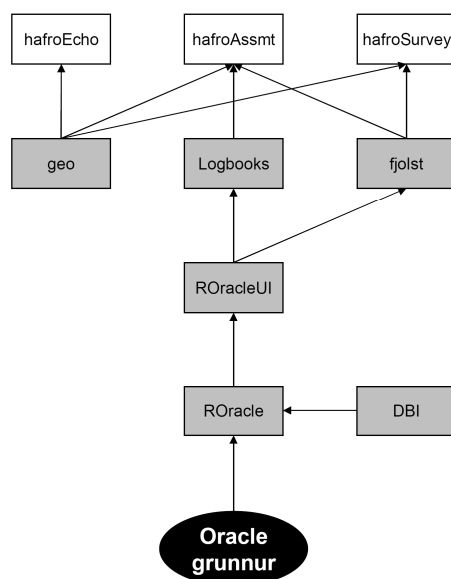 hafroEcho
hafroAssmt
hafroSurvey
geo
Logbooks
fjolst
ROracleUI
ROracle
DBI
Oracle
grunnur